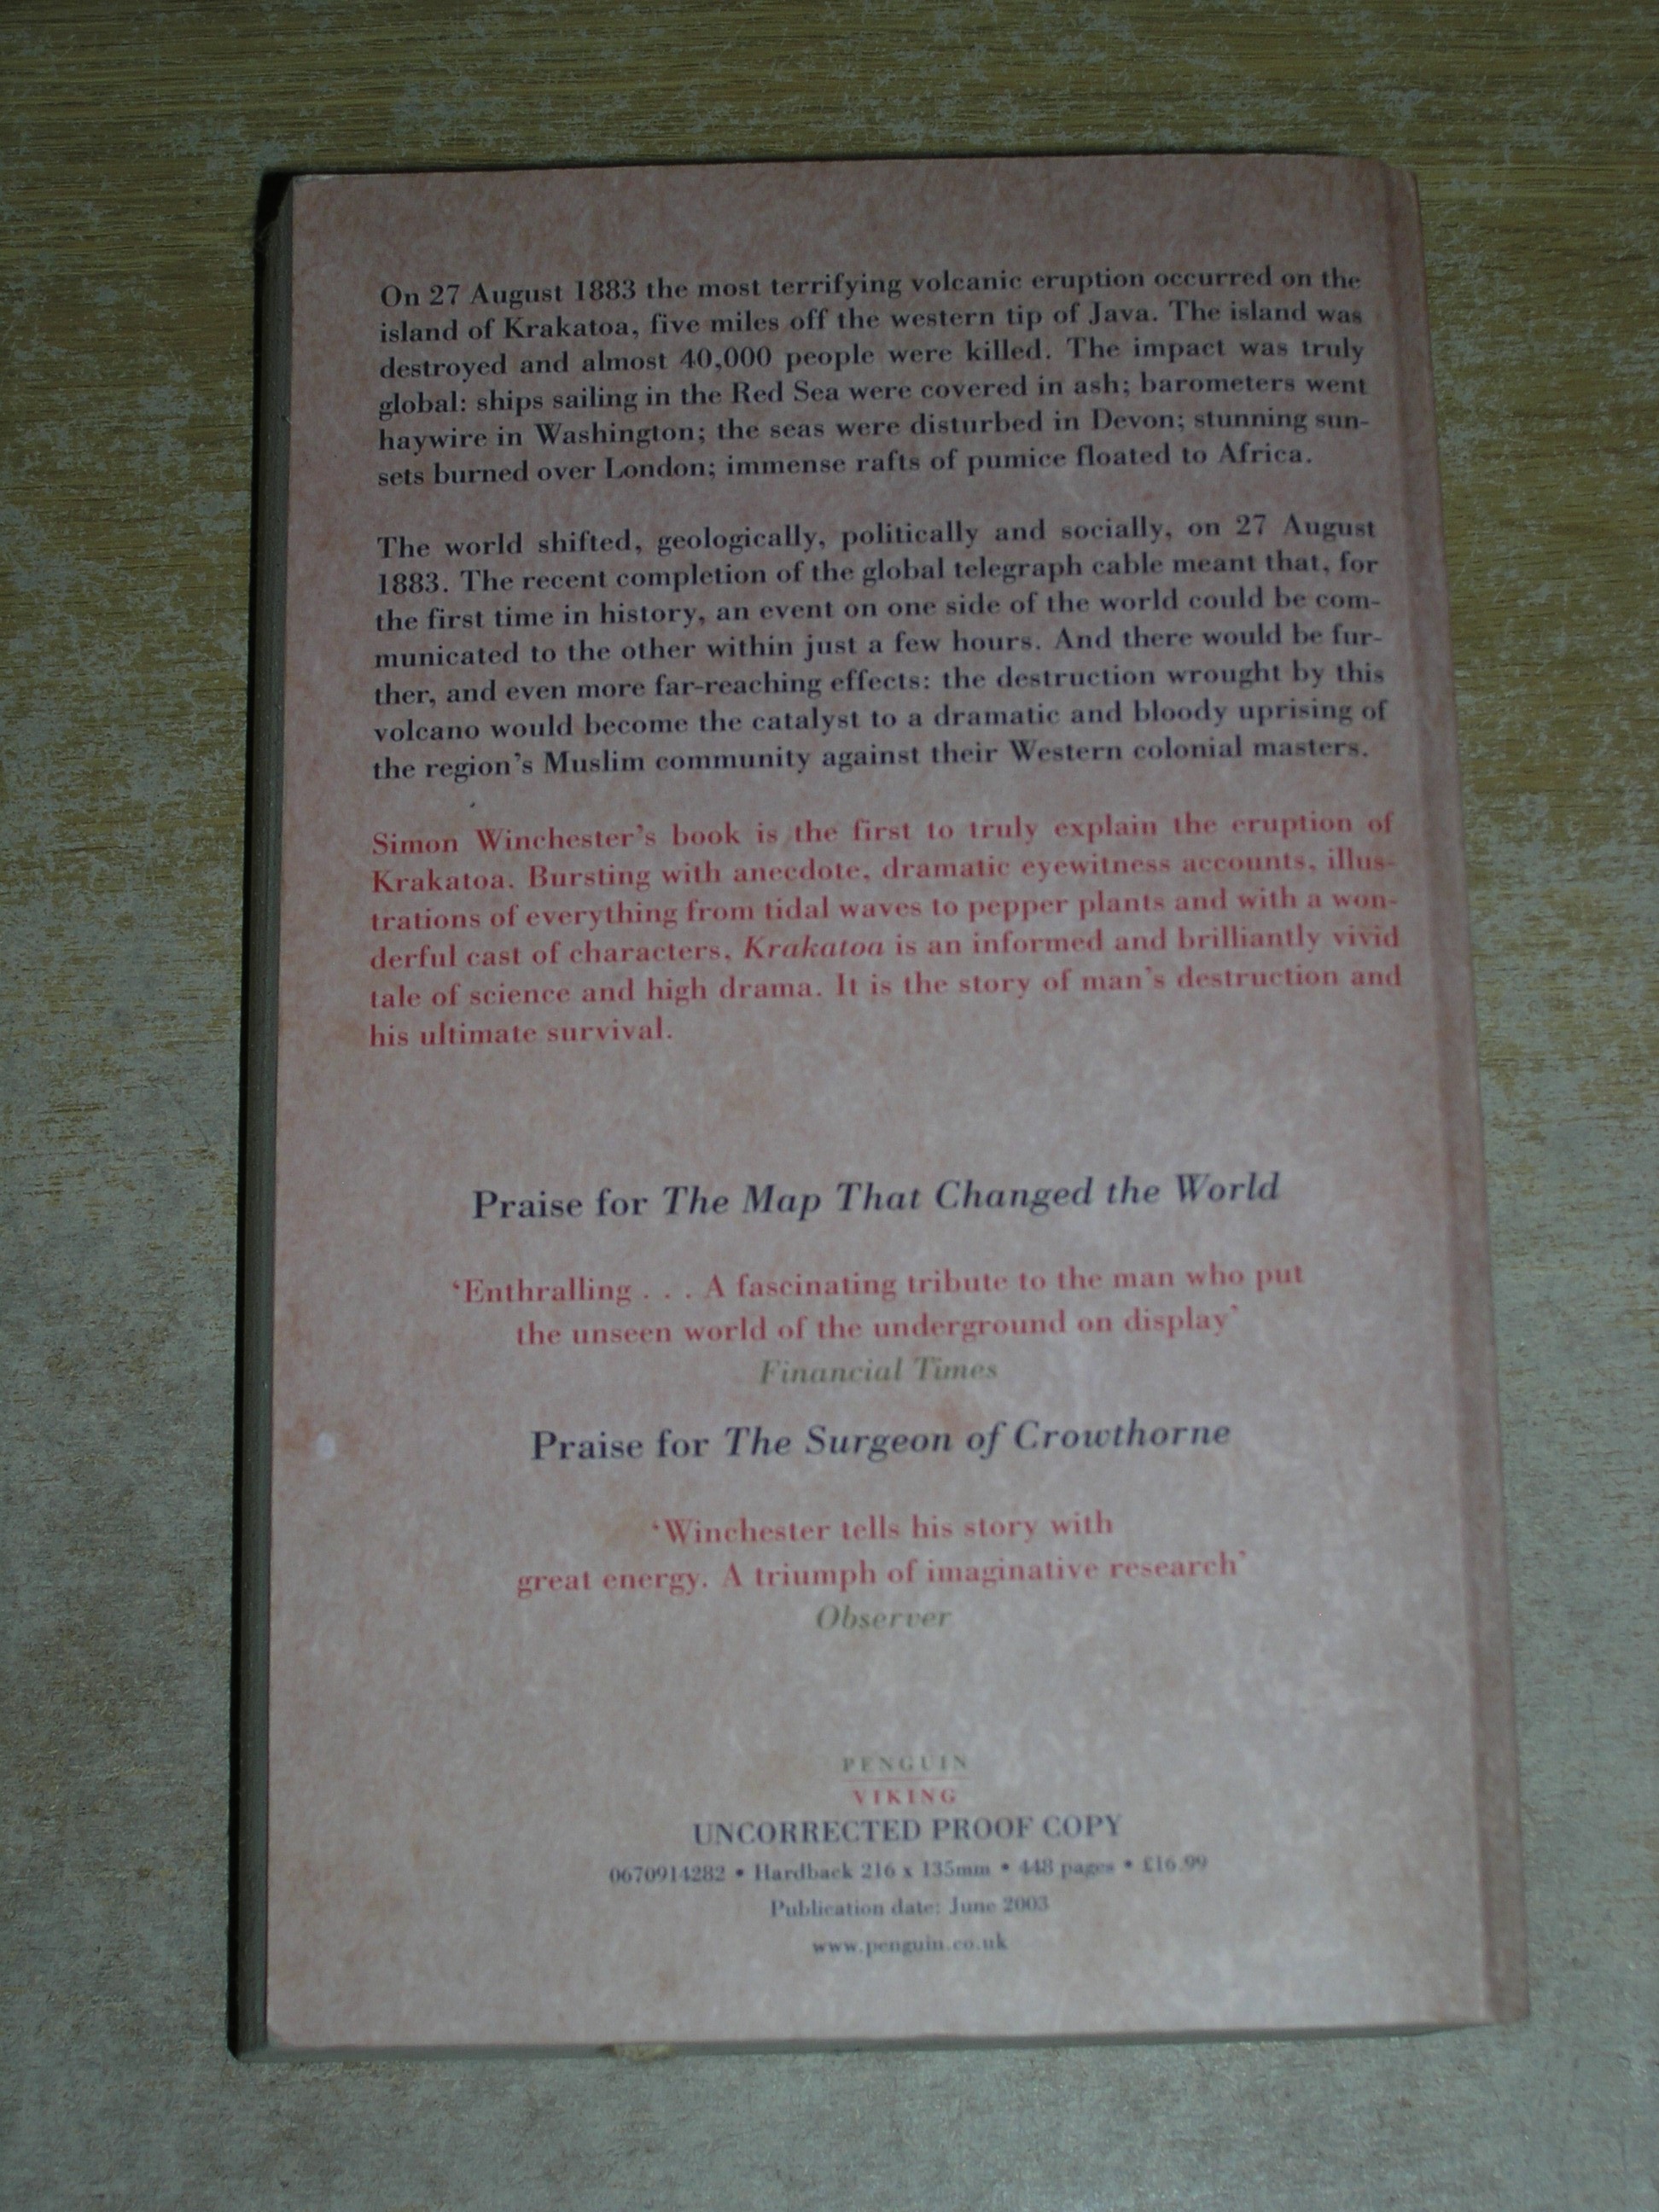 On 27 August 1883 the most terrifying volcanic eruption occurred on the
island of Krakatoa, five miles off the western tip of Java. The island was
destroyed and almost 40,000 people were killed. The impact was truly
global: ships sailing in the Red Sea were covered in ash; barometers went
haywire in Washington; the seas were disturbed in Devon; stunning sun-
sets burned over London; immense rafts of pumice floated to Africa.
The world shifted, geologically, politically and socially, on 27 August
1883. The recent completion of the global telegraph cable meant that, for
the first time in history, an event on one side of the world could be com-
municated to the other within just a few hours. And there would be fur-
ther, and even more far-reaching effects: the destruction wrought by this
volcano would become the catalyst to a dramatic and bloody uprising of
the region's Muslim community against their Western colonial masters.
Simon Winchester's book is the first to truly explain the eruption of
Krakatoa. Bursting with anecdote, dramatic eyewitness accounts, illus-
trations of everything from tidal waves to pepper plants and with a won-
derful cast of characters, Krakatoa is an informed and brilliantly vivid
tale of science and high drama. It is the story of man's destruction and
his ultimate survival.
Praise for The Map That Changed the World
‘Enthralling . . . A fascinating tribute to the man who put
the unseen world of the underground on display’
Financial Times
Praise for The Surgeon of Crowthorne
‘Winchester tells his story with
great energy. A triumph of imaginative research’
Observer
PENGUIN
VIKING
UNCORRECTED PROOF COPY
0670914282 • Hardback 216 x 135mm • 448 pages • £16.99
Publication date: June 2003
www.penguin.co.uk